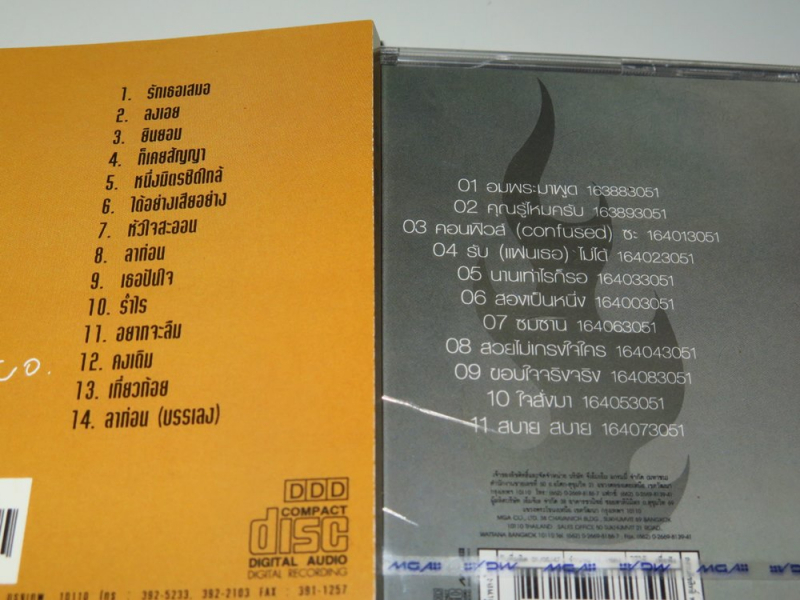 1. รักเธอเสมอ
2. ลงเอย
3. ยินยอม
4. ก็เคยสัญญา
5. หนึ่งมิตรชิดใกล้
6. ได้อย่างเสียอย่าง
7. หัวใจสะออน
8. ลาก่อน
9. เธอปันใจ
10. รำไร
11. อยากจะลืม
12. คงเดิม
13. เกี่ยวก้อย
14. ลาก่อน (บรรเลง)
CO.
DDD
COMPACT
disc
DIGITAL AUDIO
DIGITAL RECORDING
10110 โทร : 392-5233, 392-2103 FAX : 391-1257
01 อมพระมาพูด 163883051
02 คุณรู้ไหมครับ 163893051
03 คอนฟิวส์ (confused) ซะ 164013051
04 รับ (แฟนเธอ) ไม่ได้ 164023051
05 นานเท่าไรก็รอ 164033051
06 สองเป็นหนึ่ง 164003051
07 ซมซาน 164063051
08 สวยไม่เกรงใจใคร 164043051
09 ขอบใจจริงจริง 164083051
10 ใจสั่งมา 164053051
11 สบาย สบาย 164073051
MGA